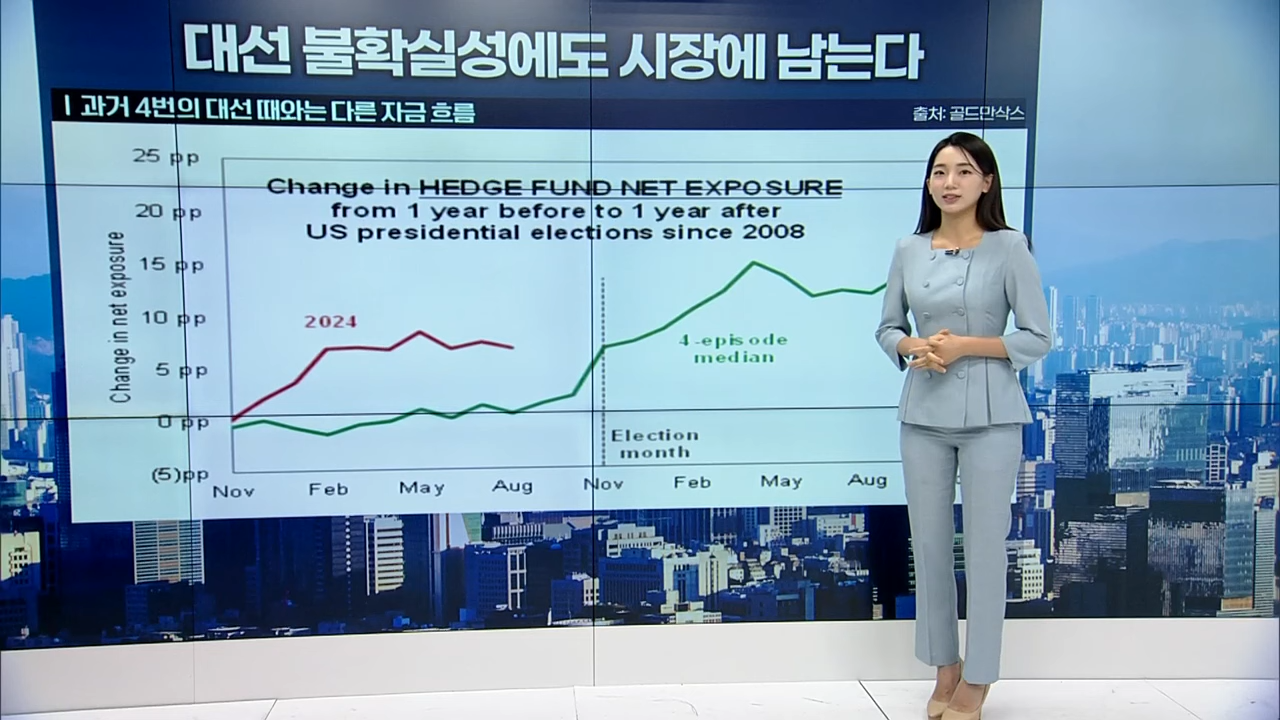 대선 불확실성에도 시장에 남는다
과거 4번의 대선 때와는 다른 자금 흐름
출처: 골드만삭스
25 pp
Change in HEDGE FUND NET EXPOSURE
from 1 year before to 1 year after
US presidential elections since 2008
20 pp
15 pp
10 pp
5 pp
0 pp
(5)pp
Change in net exposure
2024
4-episode
median
Election
month
Nov Feb May Aug Nov Feb May Aug